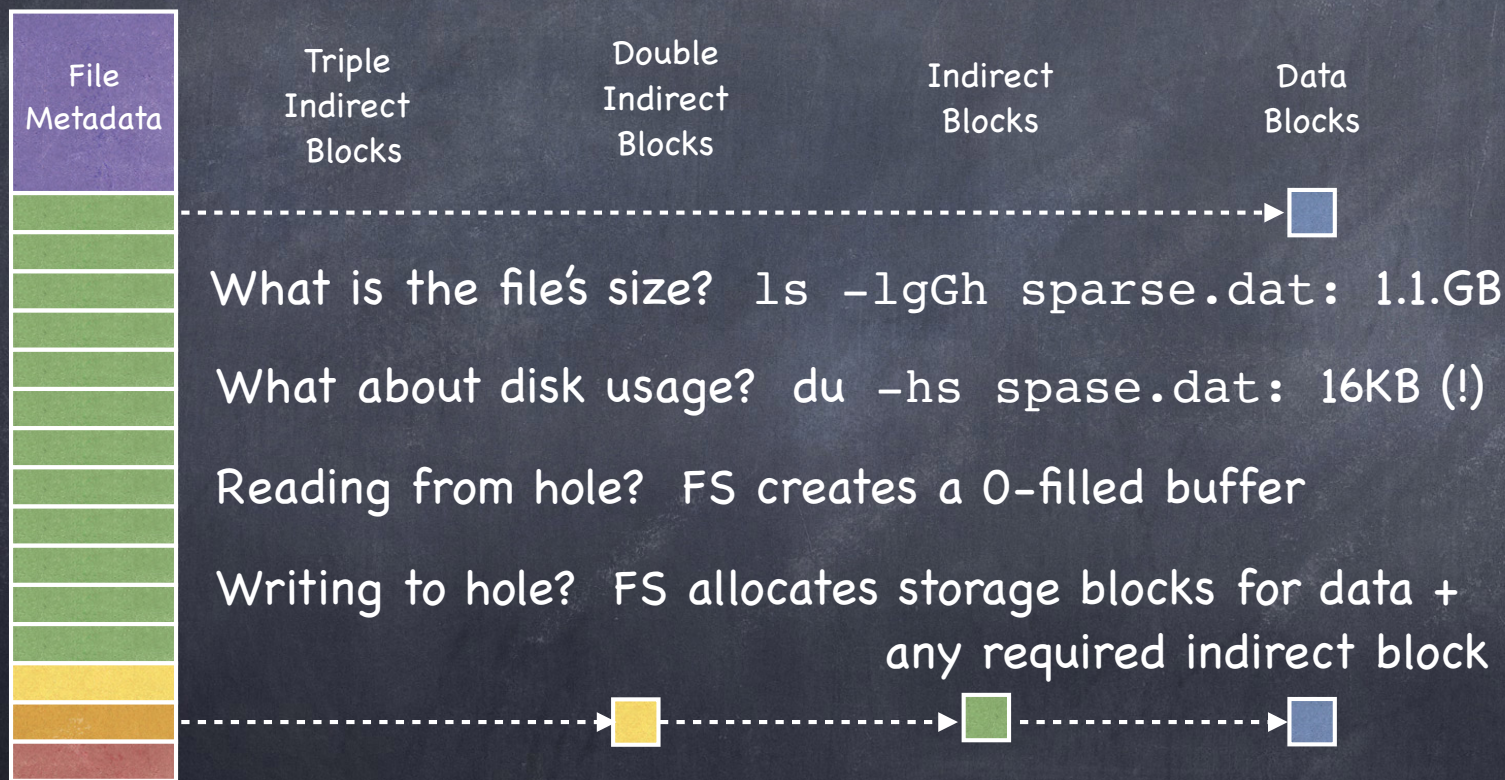 File
Metadata
Triple
Indirect
Blocks
Double
Indirect
Blocks
Indirect
Blocks
Data
Blocks
What is the file's size? ls -lgGh sparse.dat: 1.1.GB
What about disk usage? du -hs spase.dat: 16KB (!)
Reading from hole? FS creates a 0-filled buffer
Writing to hole? FS allocates storage blocks for data +
any required indirect block